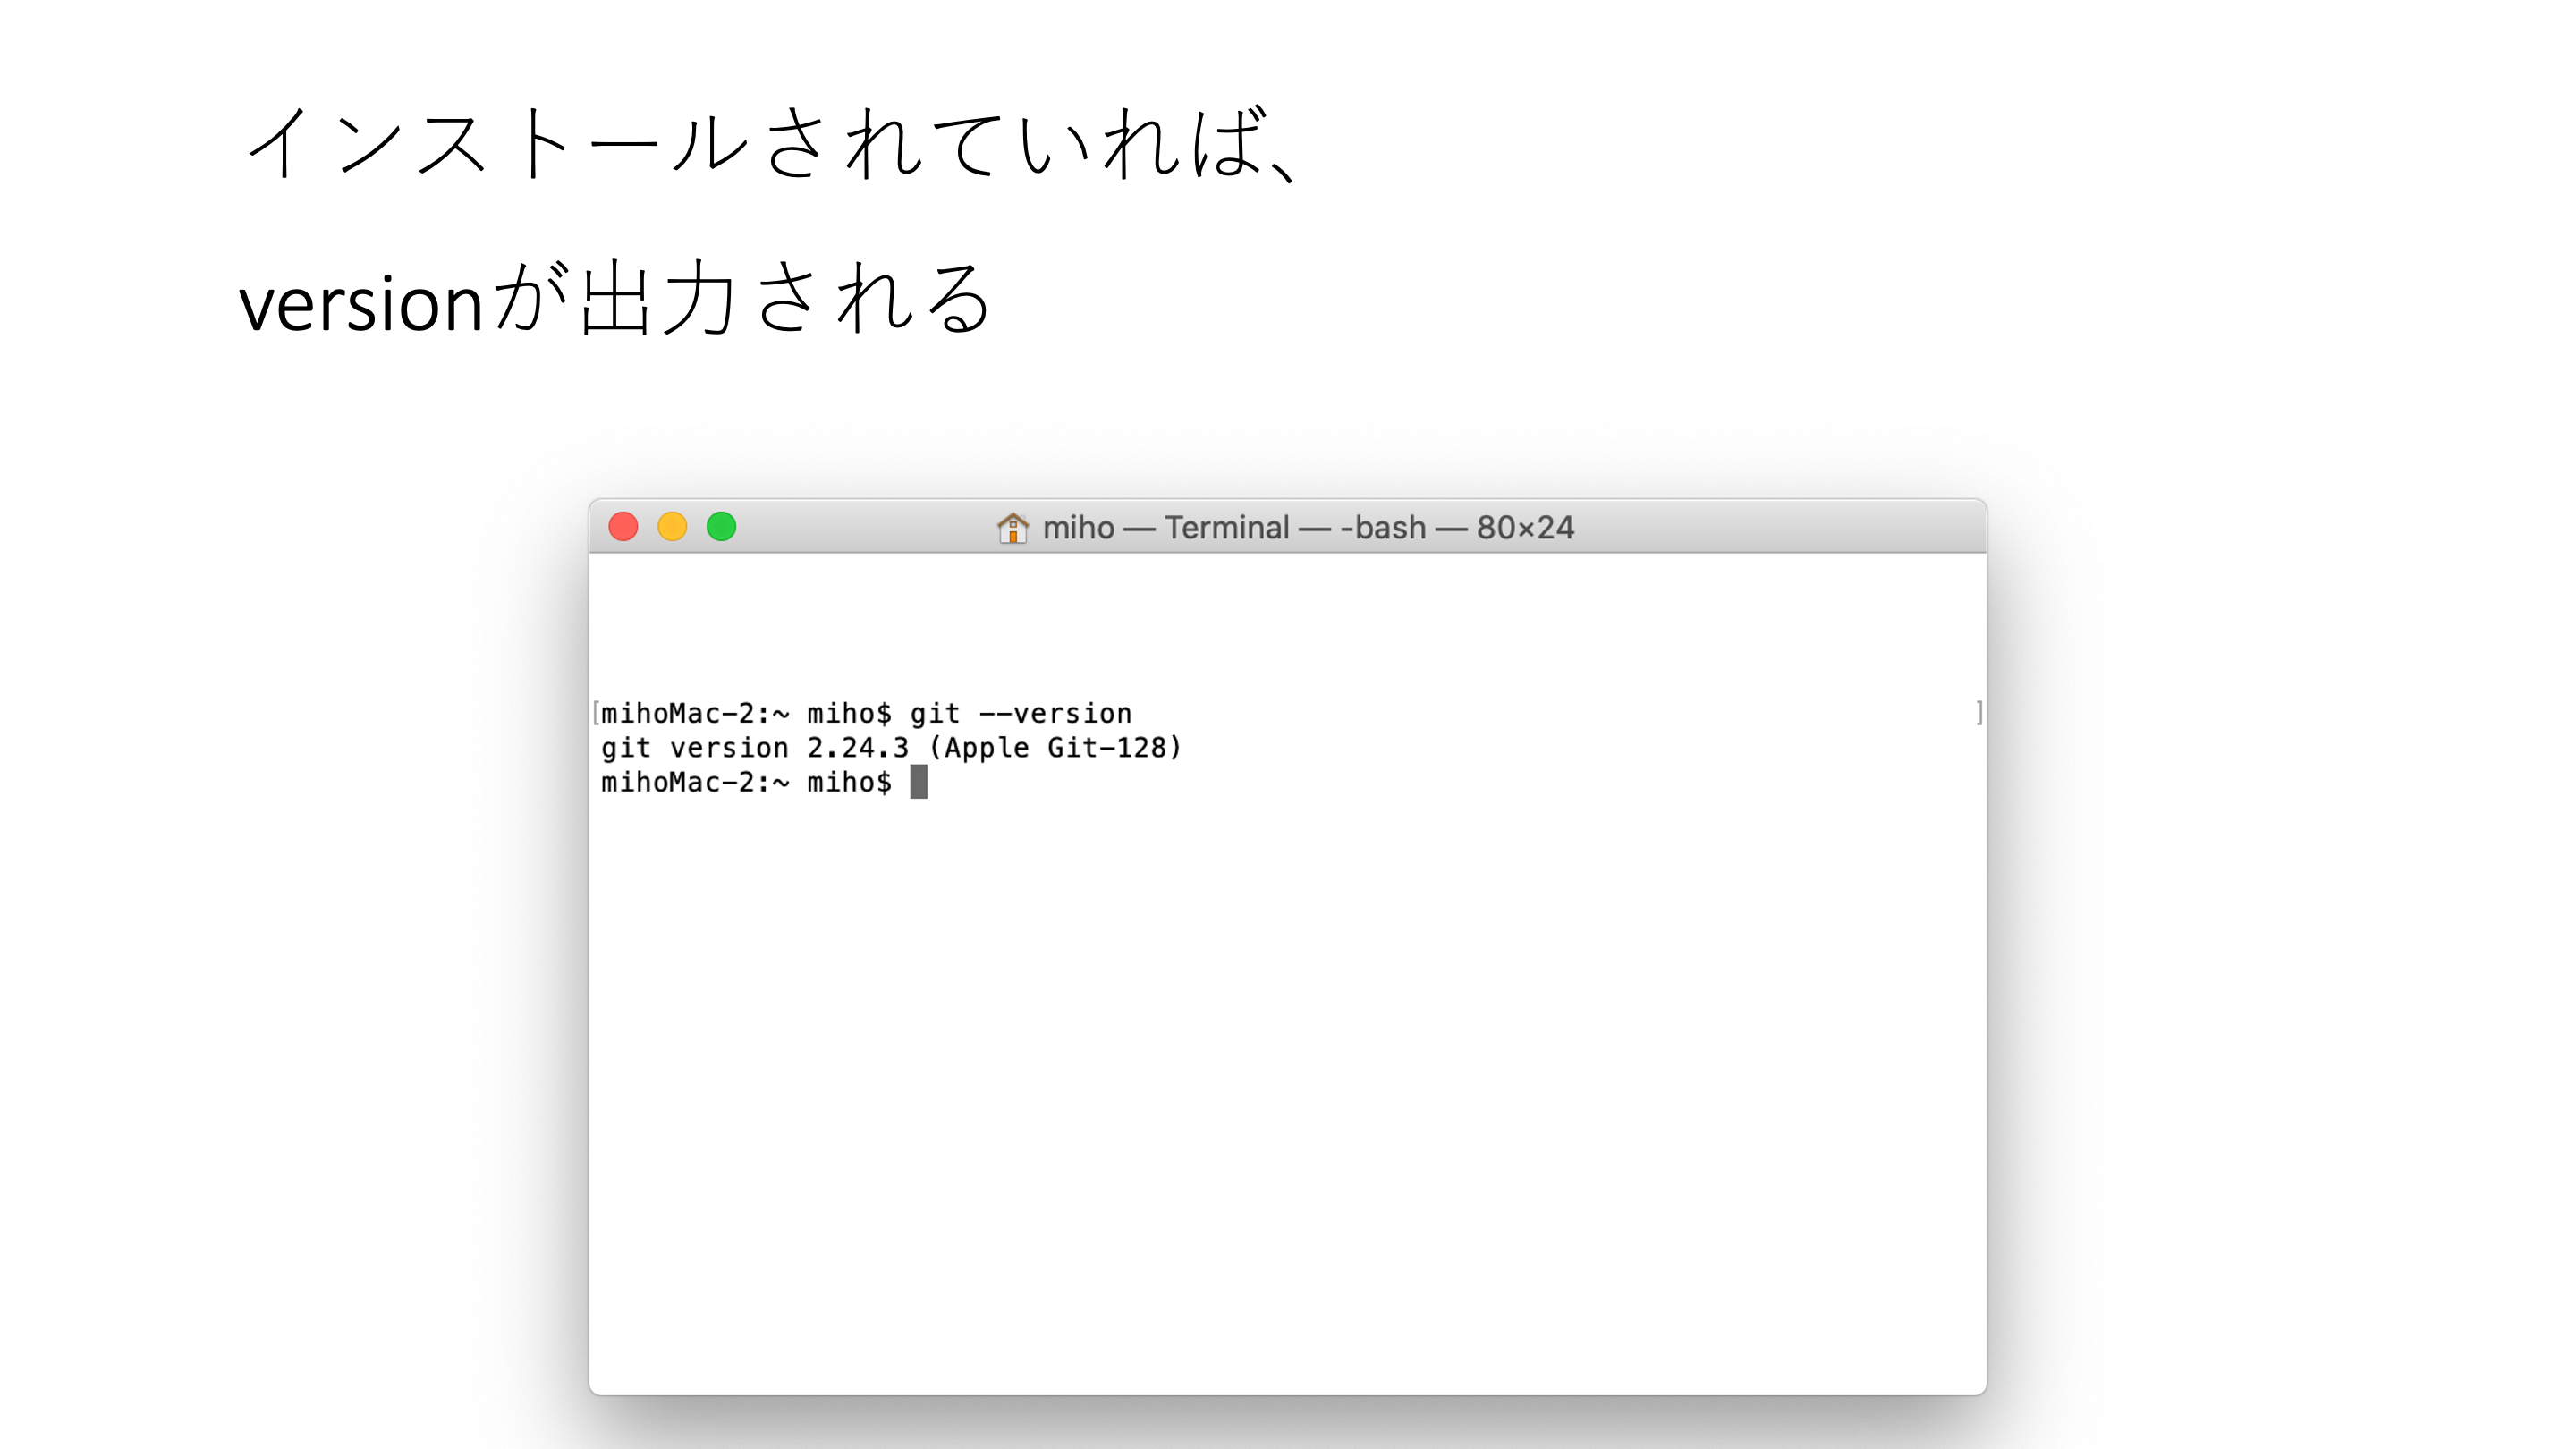 インストールされていれば、
versionが出力される
miho — Terminal — -bash — 80×24
[mihoMac-2:~ miho$ git --version ]
git version 2.24.3 (Apple Git-128)
mihoMac-2:~ miho$